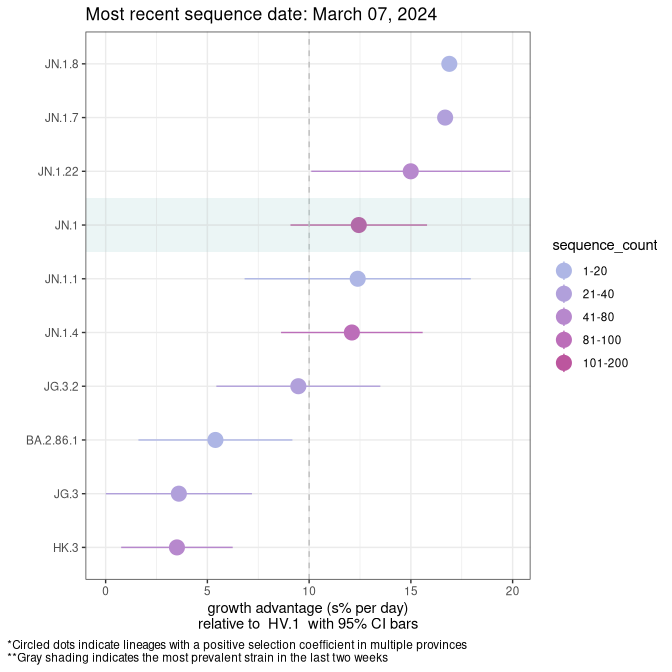 Most recent sequence date: March 07, 2024
JN.1.8
JN.1.7
JN.1.22
JN.1
JN.1.1
JN.1.4
JG.3.2
BA.2.86.1
JG.3
HK.3
0 5 10 15 20
growth advantage (s% per day)
relative to  HV.1  with 95% CI bars
sequence_count
1-20
21-40
41-80
81-100
101-200
*Circled dots indicate lineages with a positive selection coefficient in multiple provinces
**Gray shading indicates the most prevalent strain in the last two weeks